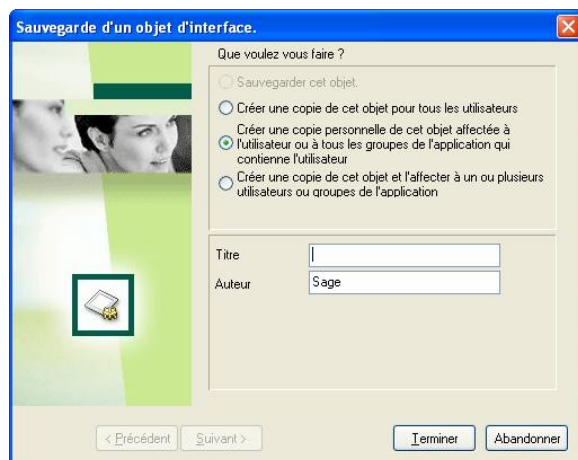 Sauvegarde d'un objet d'interface.
Que voulez vous faire ?
Sauvegarder cet objet.
Créer une copie de cet objet pour tous les utilisateurs
Créer une copie personnelle de cet objet affectée à
l'utilisateur ou à tous les groupes de l'application qui
contienne l'utilisateur
Créer une copie de cet objet et l'affecter à un ou plusieurs
utilisateurs ou groupes de l'application
Titre
Auteur
Sage
< Précédent
Suivant >
Terminer
Abandonner